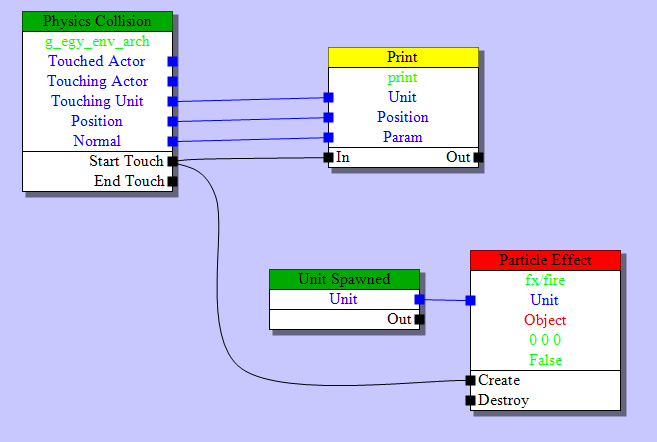 Physics Collision
g_egy_env_arch
Touched Actor
Touching Actor
Touching Unit
Position
Normal
Start Touch
End Touch
Print
print
Unit
Position
Param
In Out
Unit Spawned
Unit
Out
Particle Effect
fx/fire
Unit
Object
0 0 0
False
Create
Destroy